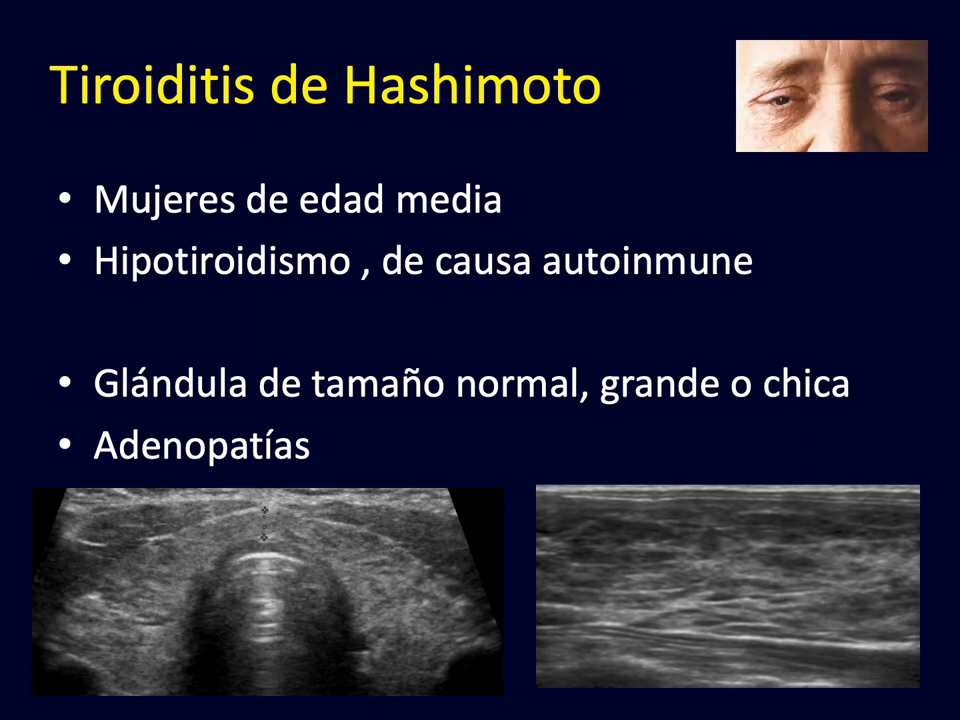 Tiroiditis de Hashimoto
• Mujeres de edad media
• Hipotiroidismo , de causa autoinmune
• Glándula de tamaño normal, grande o chica
• Adenopatías